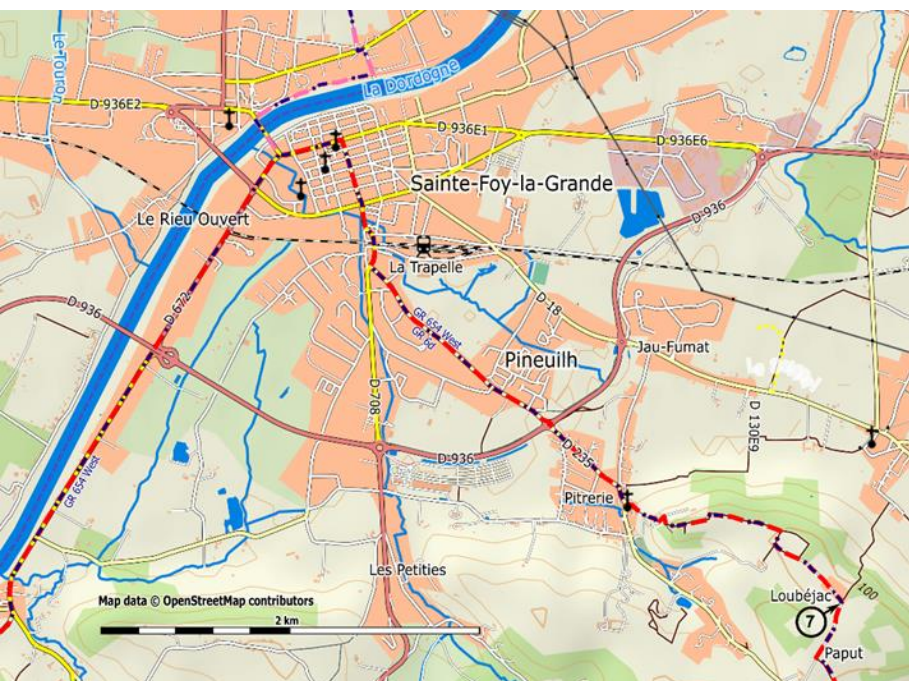 Le Touron
La Dordogne
D 936E2
D 936E1
D 936E6
Sainte-Foy-la-Grande
D 936
Le Rieu Ouvert
La Trapelle
D 672
D 936
D 18
GR 654 West
GR 6d
Jau-Fumat
Pineuilh
D 708
D 130E9
D 936
D 235
GR 654 West
Pitrerie
Les Petities
Loubéjac
100
Map data © OpenStreetMap contributors
2 km
7
Paput